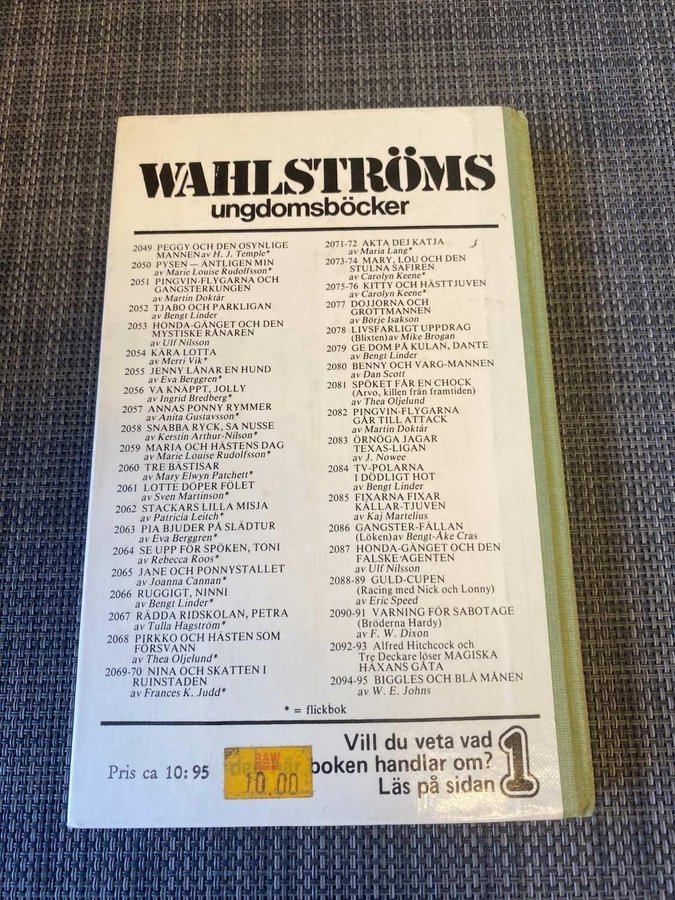 WAHLSTRÖMS
ungdomsböcker
2049 PEGGY OCH DEN OSYNLIGE
MANNEN av H. J. Temple*
2050 PYSEN — ÄNTLIGEN MIN
av Marie Louise Rudolfsson*
2051 PINGVIN-FLYGARNA OCH
GANGSTERKUNGEN
av Martin Doktár
2052 TJABO OCH PARKLIGAN
av Bengt Linder
2053 HONDA-GÄNGET OCH DEN
MYSTISKE RÅNAREN
av Ulf Nilsson
2054 KÄRA LOTTA
av Merri Vik*
2055 JENNY LÅNAR EN HUND
av Eva Berggren*
2056 VA KNÄPPT, JOLLY
av Ingrid Bredberg*
2057 ANNAS PONNY RYMMER
av Anita Gustavsson*
2058 SNABBA RYCK, SA NUSSE
av Kerstin Arthur-Nilson*
2059 MARIA OCH HÄSTENS DAG
av Marie Louise Rudolfsson*
2060 TRE BÄSTISAR
av Mary Elwyn Patchett*
2061 LOTTE DÖPER FÖLET
av Sven Martinson*
2062 STACKARS LILLA MISJA
av Patricia Leitch*
2063 PIA BJUDER PÅ SLÄDTUR
av Eva Berggren*
2064 SE UPP FÖR SPÖKEN, TONI
av Rebecca Roos*
2065 JANE OCH PONNYSTALLET
av Joanna Cannan*
2066 RUGGIGT, NINNI
av Bengt Linder*
2067 RÄDDA RIDSKOLAN, PETRA
av Tulla Hagström*
2068 PIRKKO OCH HÄSTEN SOM
FÖRSVANN
av Thea Oljelund*
2069-70 NINA OCH SKATTEN I
RUINSTADEN
av Frances K. Judd*
2071-72 AKTA DEJ KATJA
av Maria Lang*
2073-74 MARY, LOU OCH DEN
STULNA SAFIREN
av Carolyn Keene*
2075-76 KITTY OCH HÄSTTJUVEN
av Carolyn Keene*
2077 DOJJORNA OCH
GROTTMANNEN
av Börje Isakson
2078 LIVSFARLIGT UPPDRAG
(Blixten) av Mike Brogan
2079 GE DOM PÅ KULAN, DANTE
av Bengt Linder
2080 BENNY OCH VARG-MANNEN
av Dan Scott
2081 SPÖKET FÅR EN CHOCK
(Arvo, killen från framtiden)
av Thea Oljelund
2082 PINGVIN-FLYGARNA
GÅR TILL ATTACK
av Martin Doktár
2083 ÖRNÖGA JAGAR
TEXAS-LIGAN
av J. Nowee
2084 TV-POLARNA
I DÖDLIGT HOT
av Bengt Linder
2085 FIXARNA FIXAR
KÄLLAR-TJUVEN
av Kaj Martelius
2086 GANGSTER-FÄLLAN
(Löken) av Bengt-Åke Cras
2087 HONDA-GÄNGET OCH DEN
FALSKE AGENTEN
av Ulf Nilsson
2088-89 GULD-CUPEN
(Racing med Nick och Lonny)
av Eric Speed
2090-91 VARNING FÖR SABOTAGE
(Bröderna Hardy)
av F. W. Dixon
2092-93 Alfred Hitchcock och
Tre Deckare löser MAGISKA
HÄXANS GÅTA
2094-95 BIGGLES OCH BLÅ MÅNEN
av W. E. Johns
* = flickbok
Pris ca 10:95
B&W
10.00
Vill du veta vad
den här boken handlar om?
Läs på sidan
1